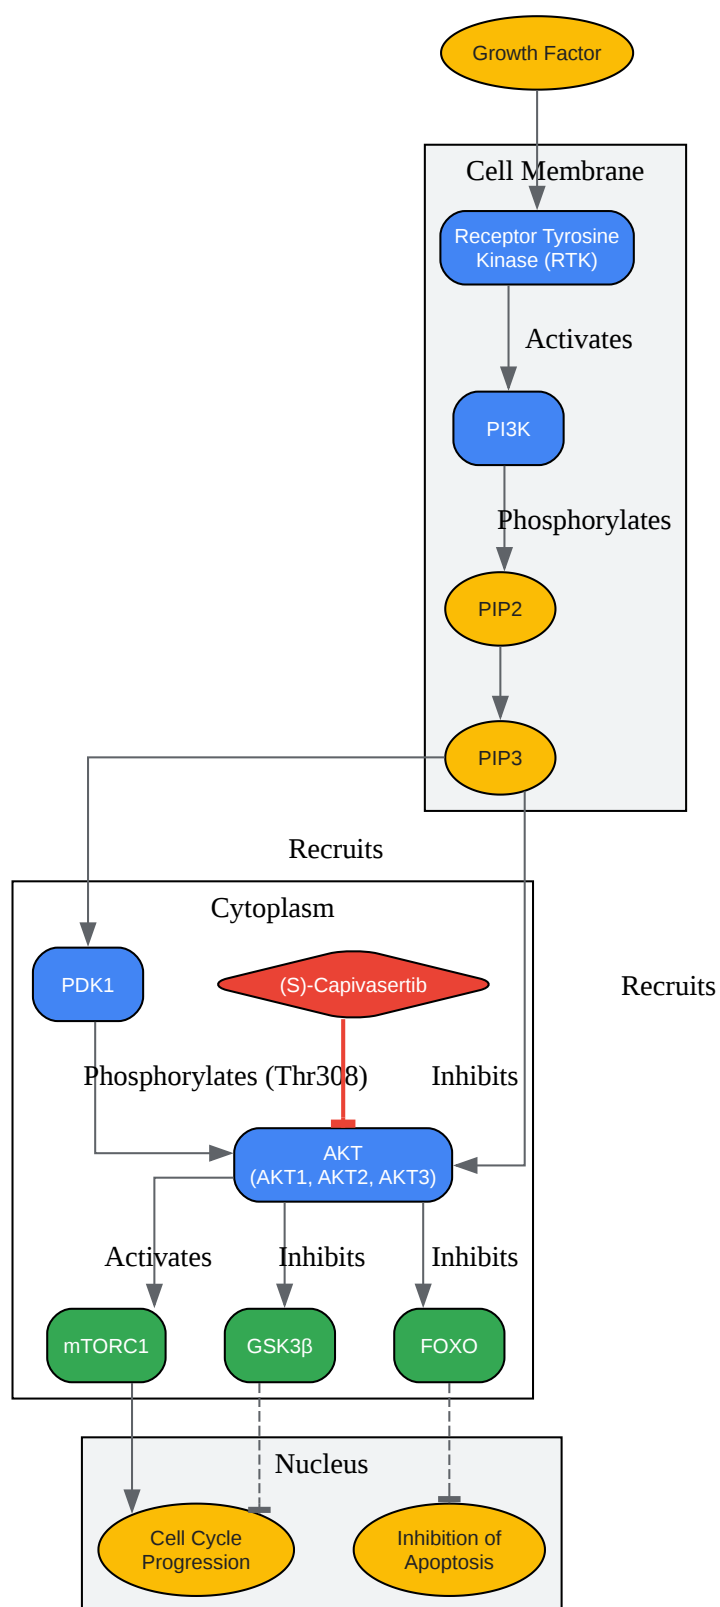 Growth Factor
Cell Membrane
Receptor Tyrosine
Kinase (RTK)
Activates
PI3K
Phosphorylates
PIP2
PIP3
Recruits
Cytoplasm
PDK1
(S)-Capivasertib
Recruits
Phosphorylates (Thr308)
Inhibits
AKT
(AKT1, AKT2, AKT3)
Activates
Inhibits
Inhibits
mTORC1
GSK3β
FOXO
Nucleus
Cell Cycle
Progression
Inhibition of
Apoptosis